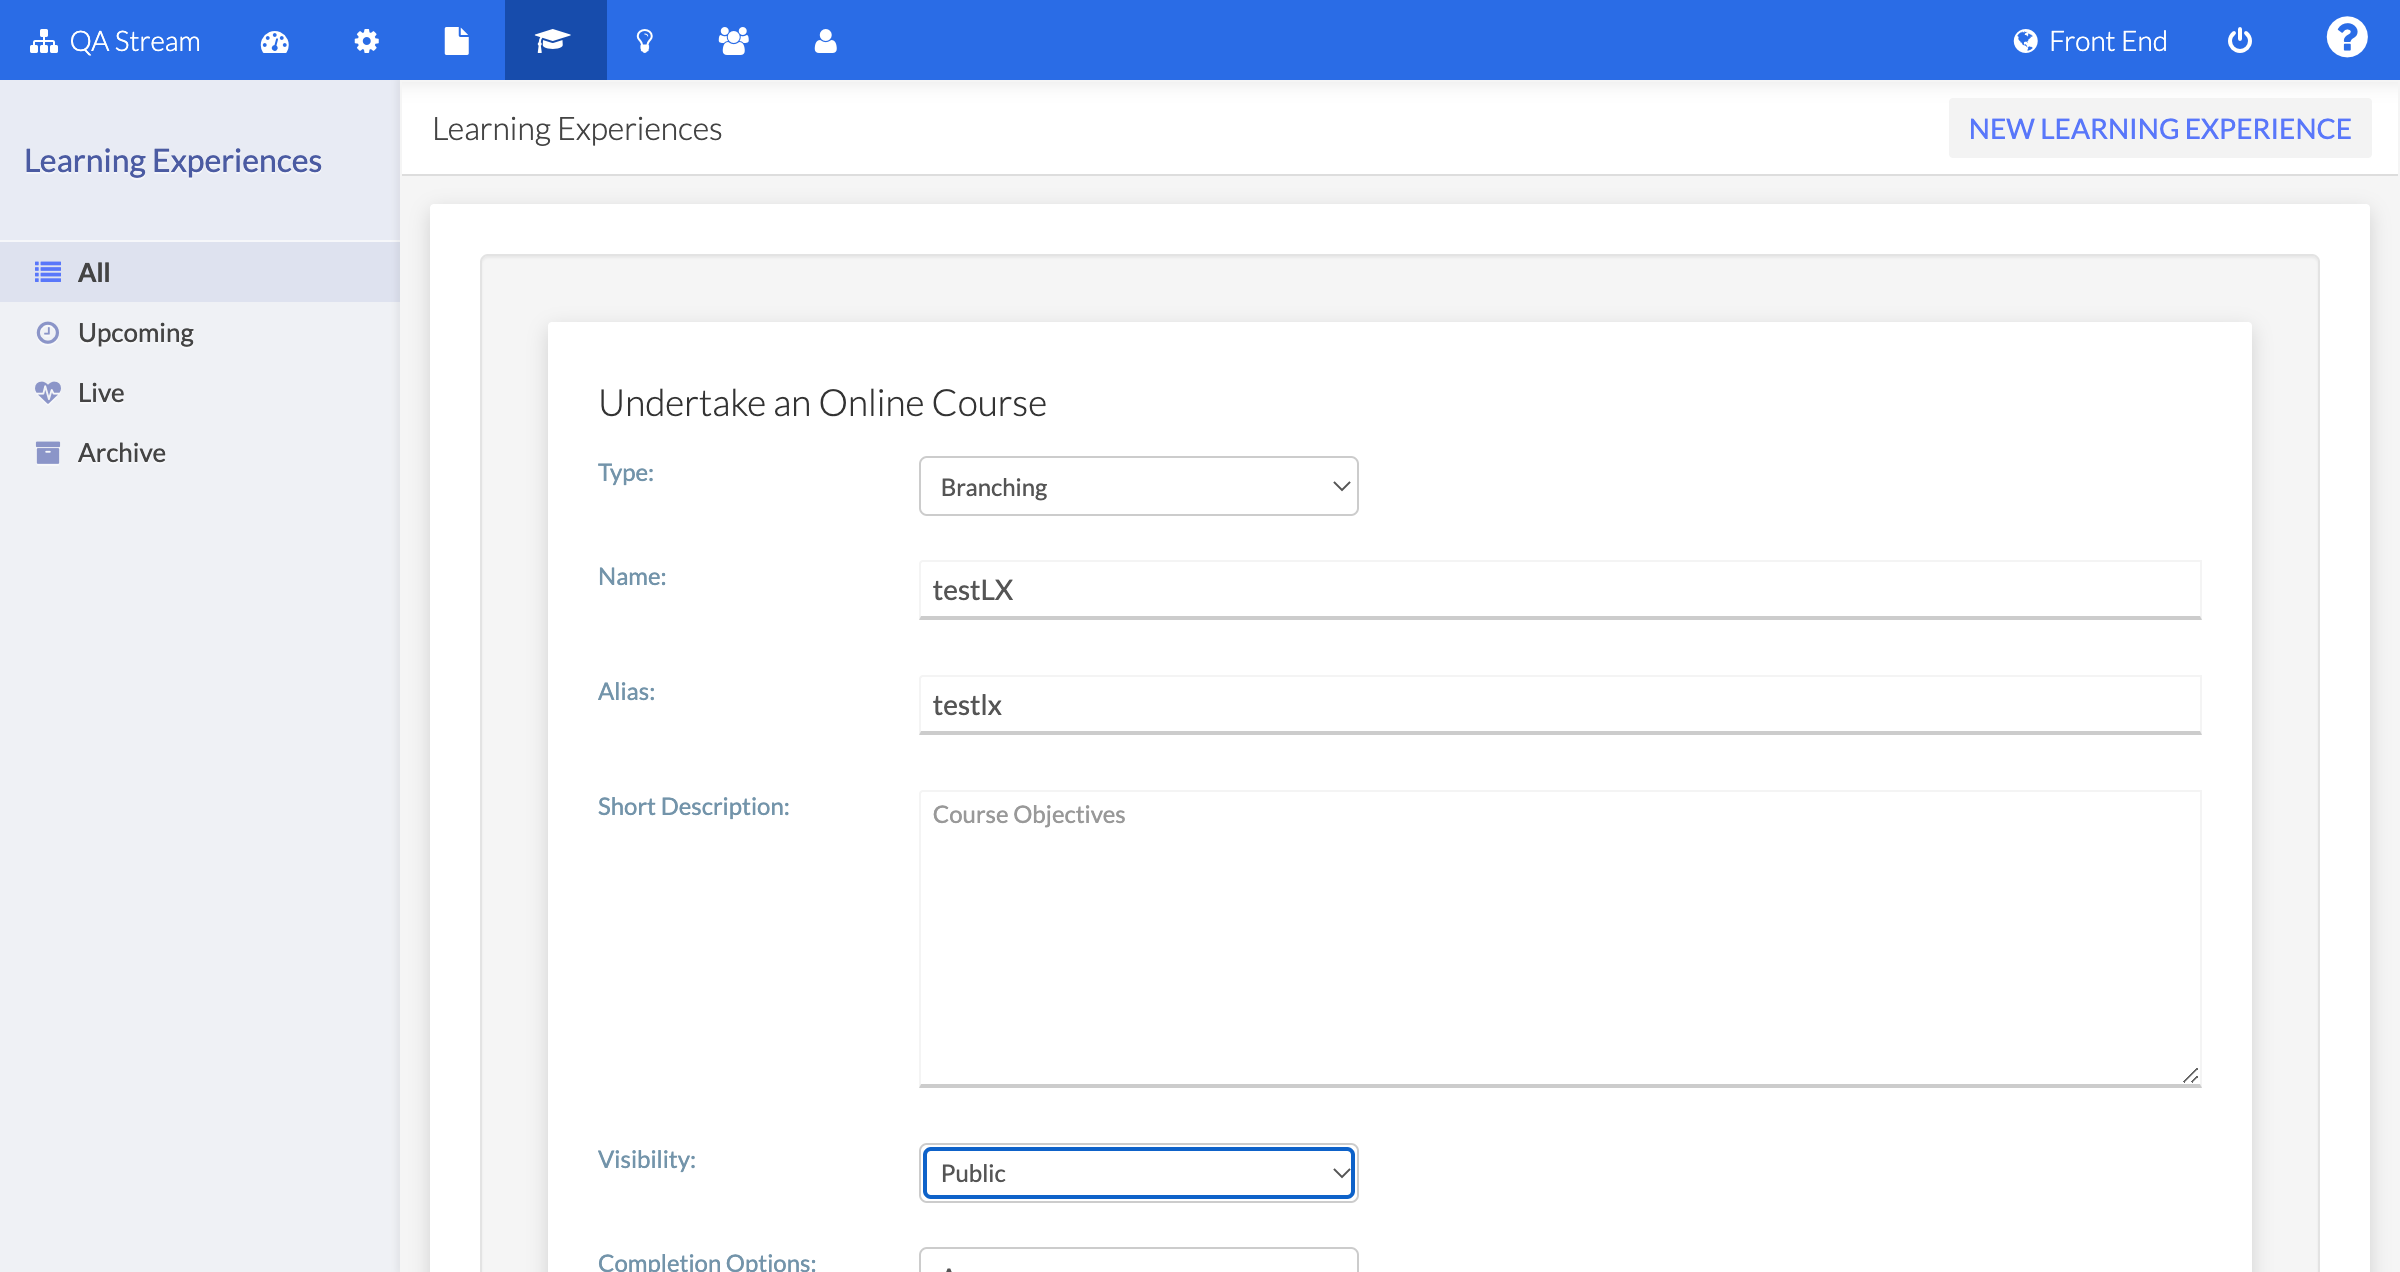 QA Stream
Front End
Learning Experiences
All
Upcoming
Live
Archive
Learning Experiences
NEW LEARNING EXPERIENCE
Undertake an Online Course
Type:
Branching
Name:
testLX
Alias:
testlx
Short Description:
Course Objectives
Visibility:
Public
Completion Options: